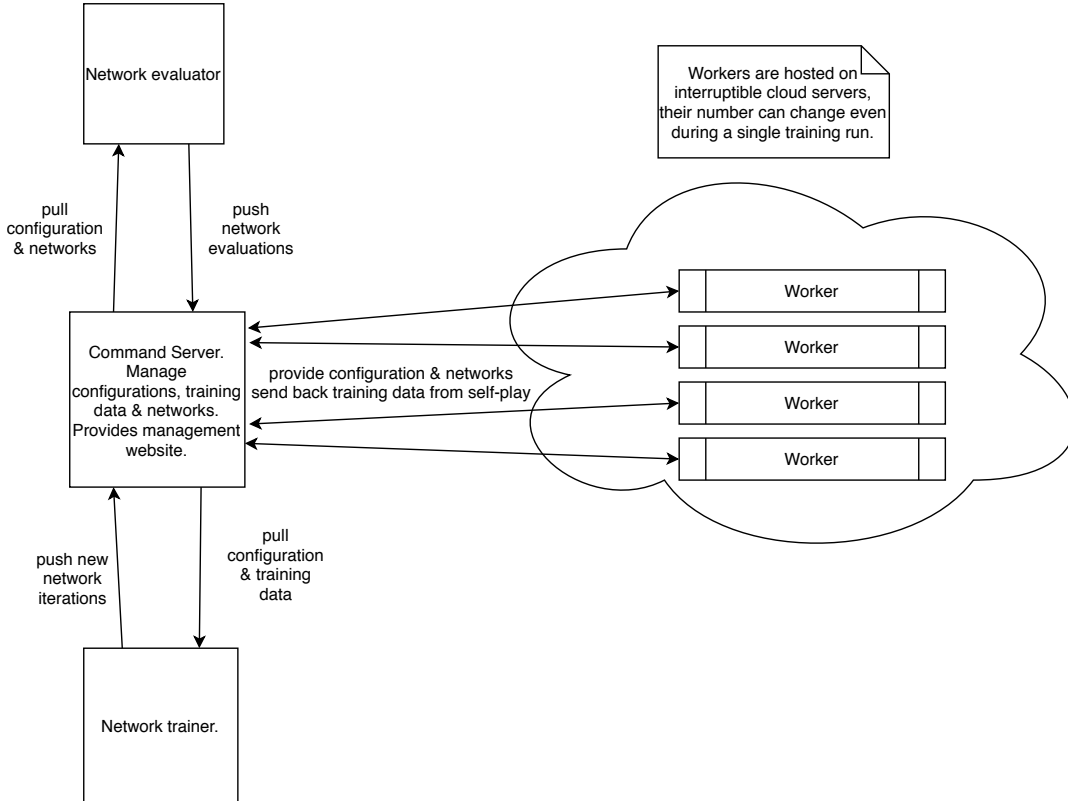 Network evaluator
Workers are hosted on
interruptible cloud servers,
their number can change even
during a single training run.
pull
configuration
& networks
push
network
evaluations
Command Server.
Manage
configurations, training
data & networks.
Provides management
website.
provide configuration & networks
send back training data from self-play
Worker
Worker
Worker
Worker
push new
network
iterations
pull
configuration
& training
data
Network trainer.